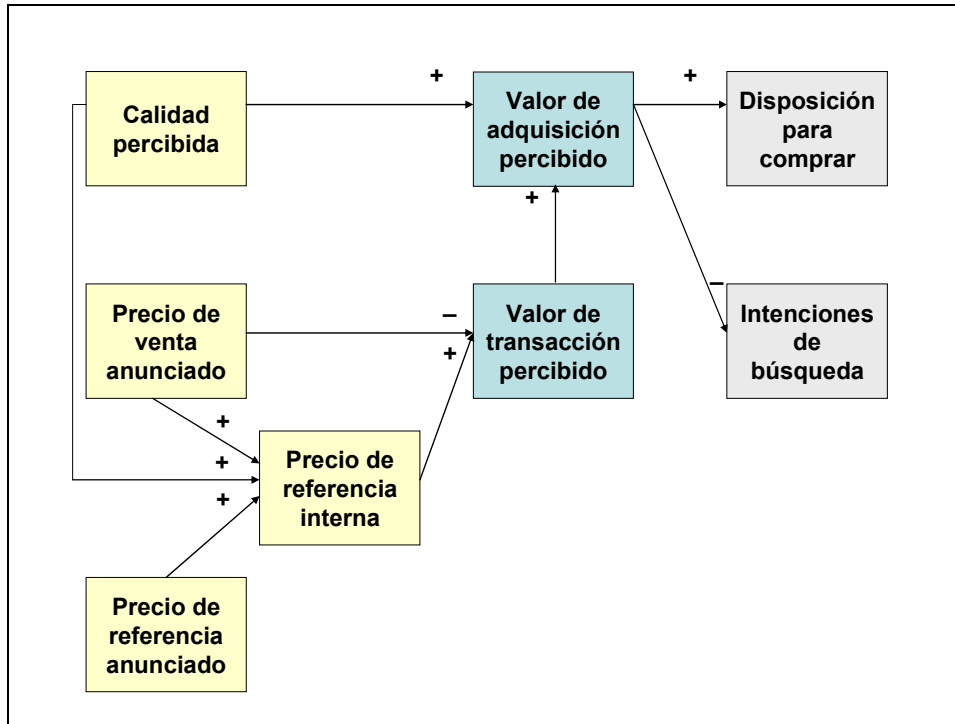 +
+
Calidad
percibida
Valor de
adquisición
percibido
Disposición
para
comprar
+
–
–
Precio de
venta
anunciado
+
Valor de
transacción
percibido
Intenciones
de
búsqueda
+
+
+
Precio de
referencia
interna
Precio de
referencia
anunciado